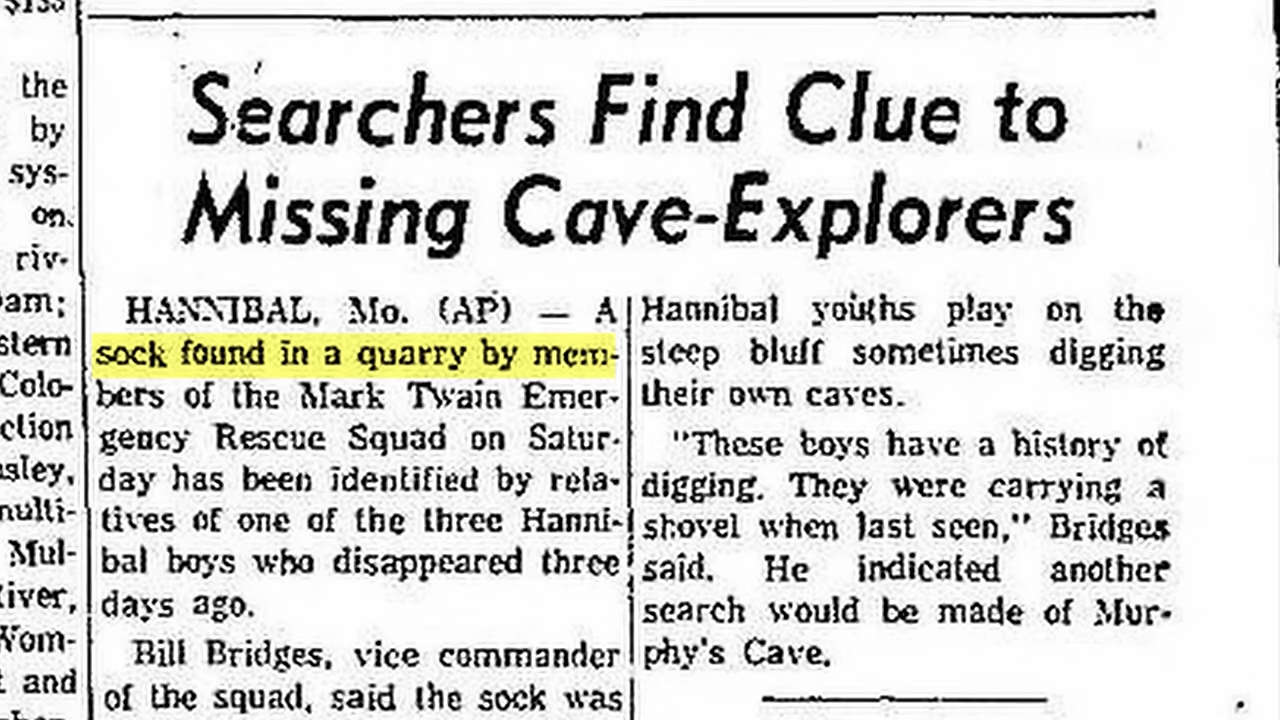 $135
the
by
sys-
on.
riv-
stern
Colo-
ction
nulti-
Mul-
River,
Wom-
and
Searchers Find Clue to
Missing Cave-Explorers
HANNIBAL, Mo. (AP) — A
sock found in a quarry by mem-
bers of the Mark Twain Emer-
gency Rescue Squad on Satur-
day has been identified by rela-
tives of one of the three Hanni-
bal boys who disappeared three
days ago.
Bill Bridges, vice commander
of the squad, said the sock was
Hannibal youths play on the
steep bluff sometimes digging
their own caves.
"These boys have a history of
digging. They were carrying a
shovel when last seen," Bridges
said. He indicated another
search would be made of Mur-
phy's Cave.